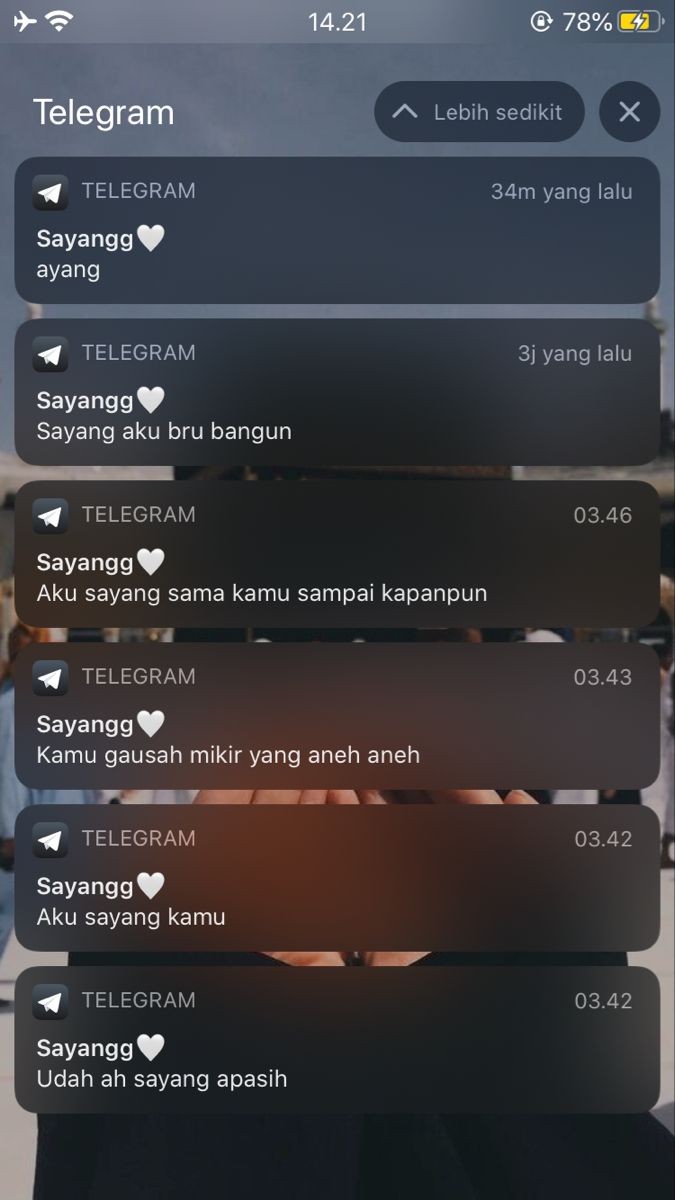 14.21
78%
Telegram
Lebih sedikit
TELEGRAM
34m yang lalu
Sayangg🤍
ayang
TELEGRAM
3j yang lalu
Sayangg🤍
Sayang aku bru bangun
TELEGRAM
03.46
Sayangg🤍
Aku sayang sama kamu sampai kapanpun
TELEGRAM
03.43
Sayangg🤍
Kamu gausah mikir yang aneh aneh
TELEGRAM
03.42
Sayangg🤍
Aku sayang kamu
TELEGRAM
03.42
Sayangg🤍
Udah ah sayang apasih